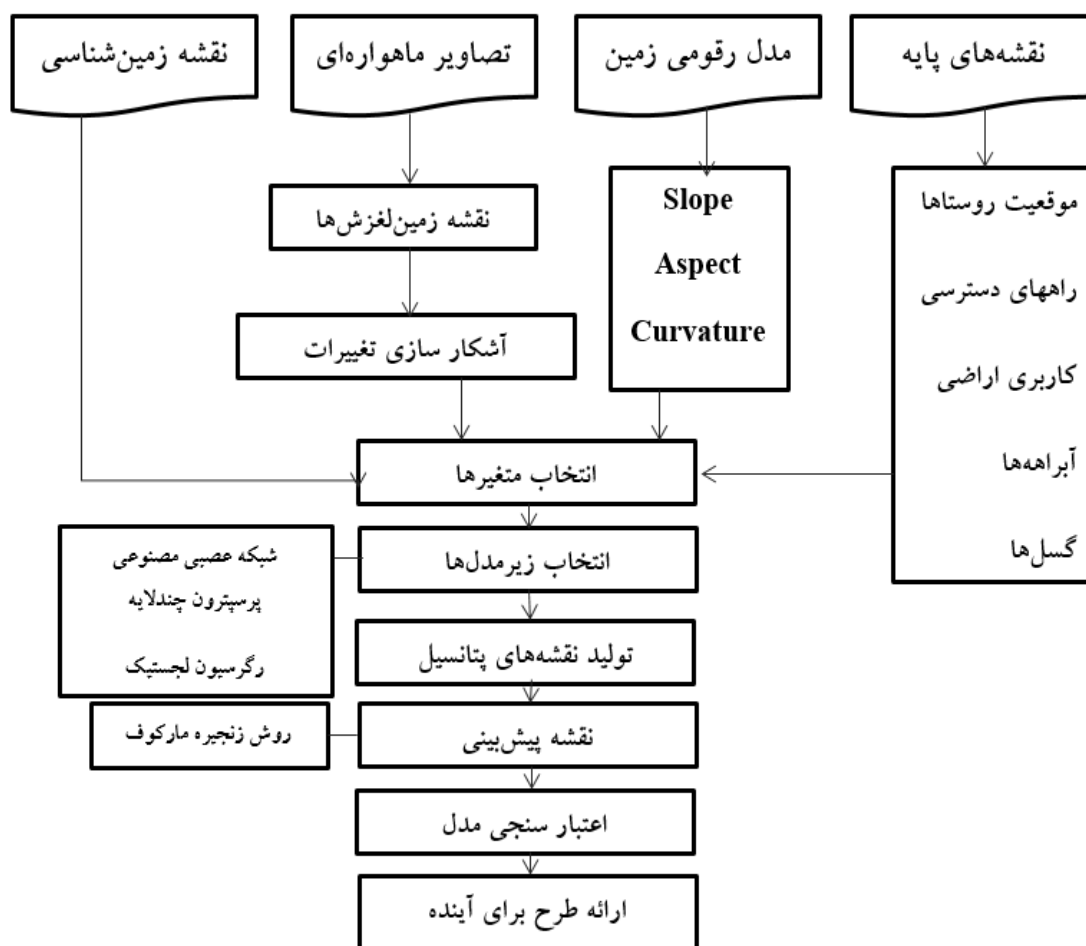 نقشه‌های پایه
مدل رقومی زمین
تصاویر ماهواره‌ای
نقشه زمین‌شناسی
موقعیت روستاها
راههای دسترسی
کاربری اراضی
آبراهه‌ها
گسل‌ها
Slope
Aspect
Curvature
نقشه زمین‌لغزش‌ها
آشکار سازی تغییرات
انتخاب متغیرها
انتخاب زیرمدل‌ها
شبکه عصبی مصنوعی
پرسپترون چندلایه
رگرسیون لجستیک
تولید نقشه‌های پتانسیل
نقشه پیش‌بینی
روش زنجیره مارکوف
اعتبار سنجی مدل
ارائه طرح برای آینده